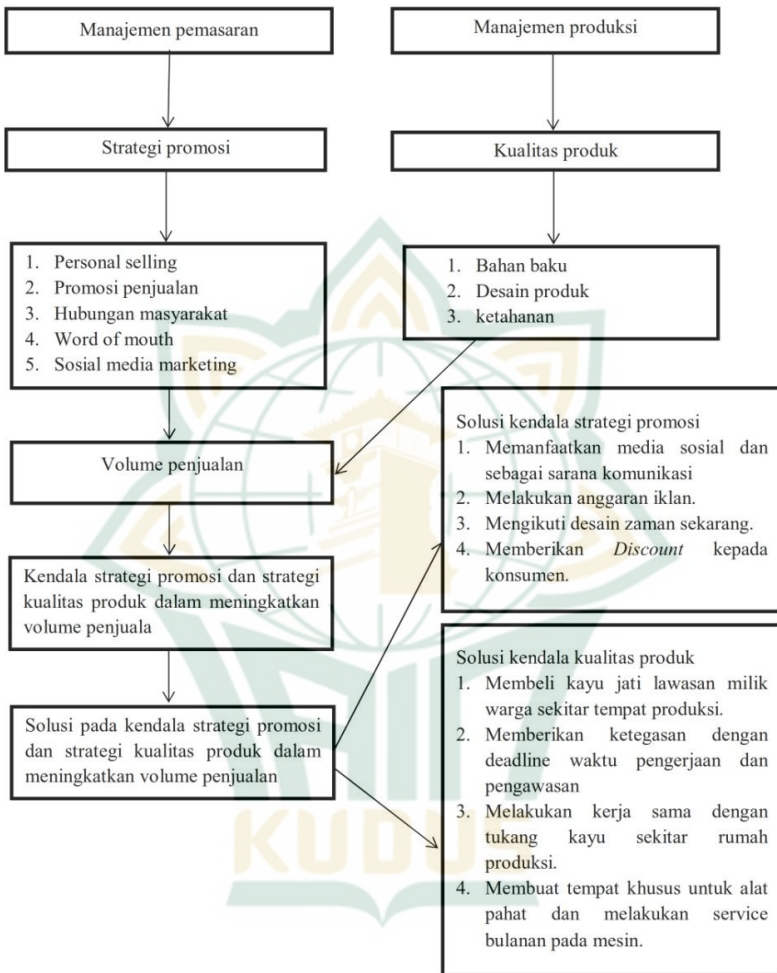 Manajemen pemasaran
Manajemen produksi
Strategi promosi
Kualitas produk
1. Personal selling
2. Promosi penjualan
3. Hubungan masyarakat
4. Word of mouth
5. Sosial media marketing
1. Bahan baku
2. Desain produk
3. ketahanan
Volume penjualan
Kendala strategi promosi dan strategi
kualitas produk dalam meningkatkan
volume penjuala
Solusi pada kendala strategi promosi
dan strategi kualitas produk dalam
meningkatkan volume penjualan
Solusi kendala strategi promosi
1. Memanfaatkan media sosial dan
sebagai sarana komunikasi
2. Melakukan anggaran iklan.
3. Mengikuti desain zaman sekarang.
4. Memberikan Discount kepada
konsumen.
Solusi kendala kualitas produk
1. Membeli kayu jati lawasan milik
warga sekitar tempat produksi.
2. Memberikan ketegasan dengan
deadline waktu pengerjaan dan
pengawasan
3. Melakukan kerja sama dengan
tukang kayu sekitar rumah
produksi.
4. Membuat tempat khusus untuk alat
pahat dan melakukan service
bulanan pada mesin.
KUDUS